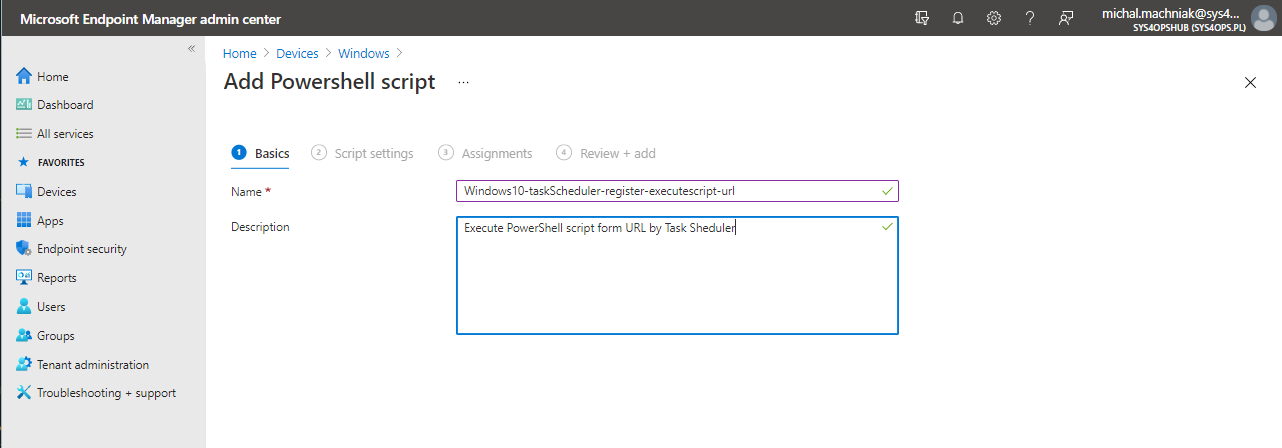 Microsoft Endpoint Manager admin center
michal.machniak@sys4...
SYS4OPSHUB (SYS4OPS.PL)
«
Home
Dashboard
All services
FAVORITES
Devices
Apps
Endpoint security
Reports
Users
Groups
Tenant administration
Troubleshooting + support
Home > Devices > Windows >
Add Powershell script ...
1 Basics 2 Script settings 3 Assignments 4 Review + add
Name * Windows10-taskScheduler-register-executescript-url
Description Execute PowerShell script form URL by Task Sheduler